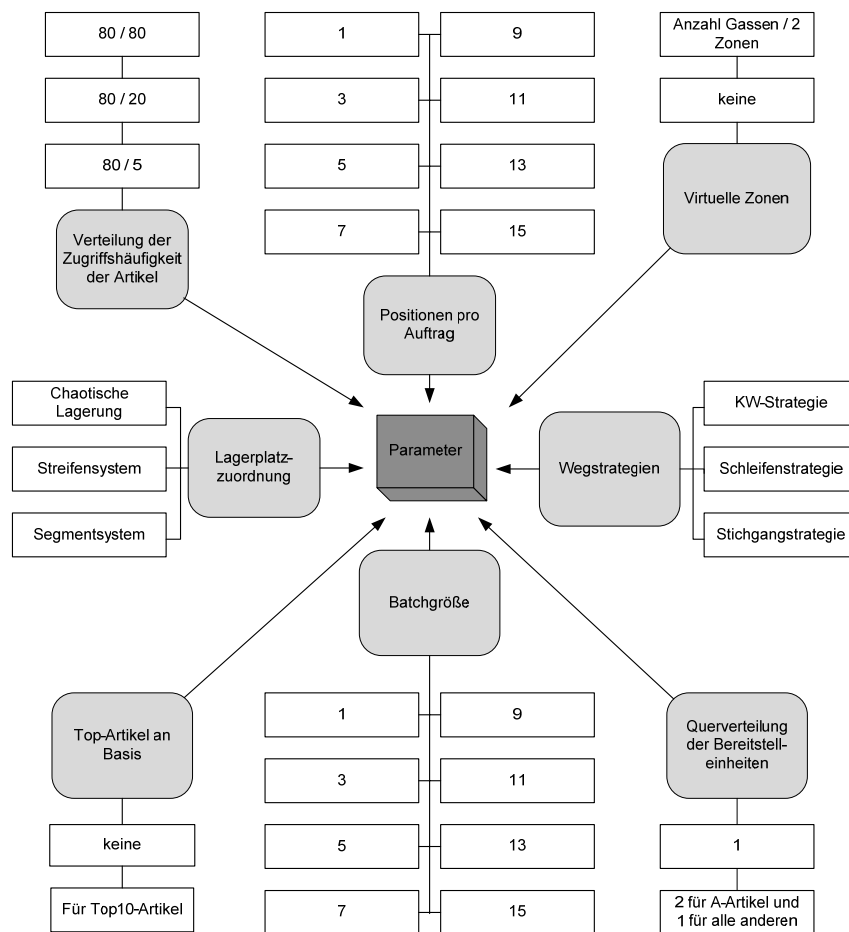 80 / 80
80 / 20
80 / 5
Verteilung der
Zugriffshäufigkeit
der Artikel
1
9
3
11
5
13
7
15
Positionen pro
Auftrag
Anzahl Gassen / 2
Zonen
keine
Virtuelle Zonen
Chaotische
Lagerung
Streifensystem
Segmentsystem
Lagerplatz-
zuordnung
Parameter
Wegstrategien
KW-Strategie
Schleifenstrategie
Stichgangstrategie
Batchgröße
1
9
3
11
5
13
7
15
Top-Artikel an
Basis
keine
Für Top10-Artikel
Querverteilung
der Bereitstell-
einheiten
1
2 für A-Artikel und
1 für alle anderen